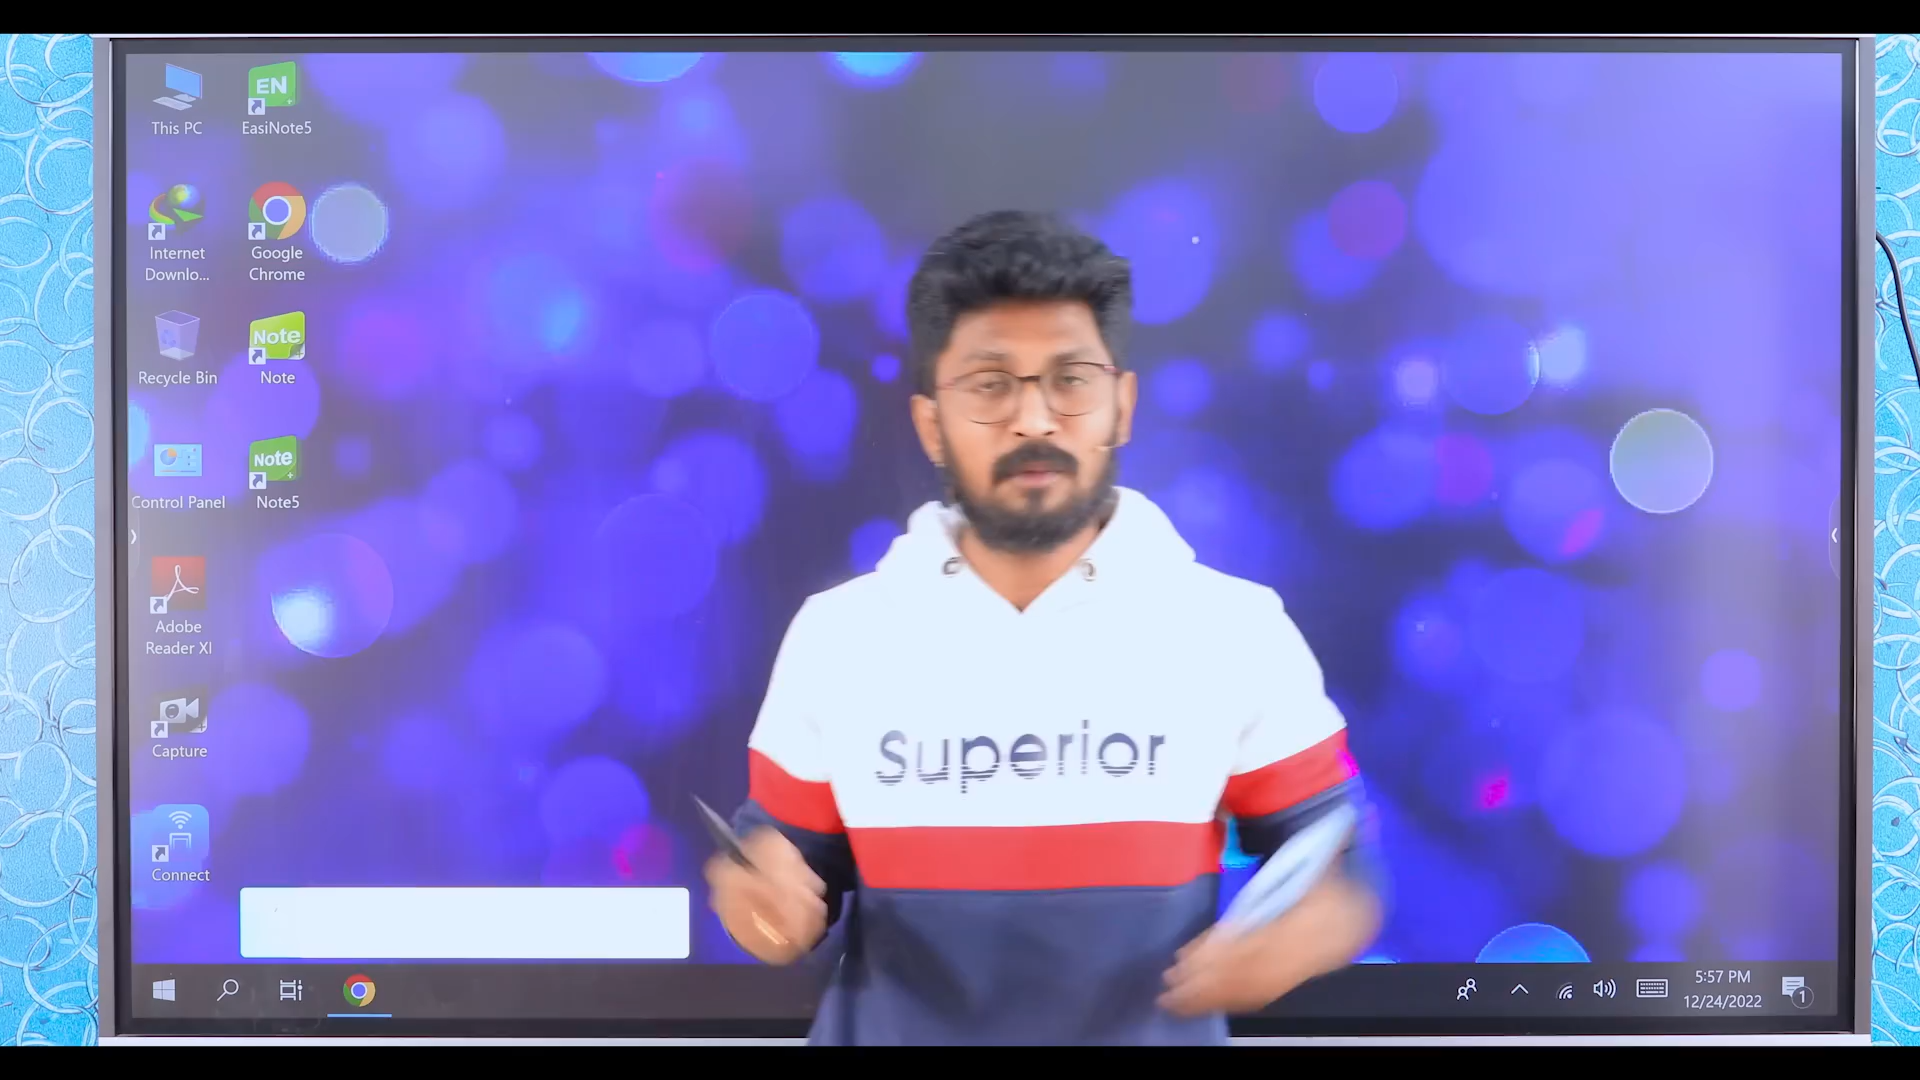 This PC
EN
EasiNote5
Internet
Downlo...
Google
Chrome
Recycle Bin
Note
Note
Control Panel
Note
Note5
Adobe
Reader XI
Capture
Connect
Superior
5:57 PM
12/24/2022
1